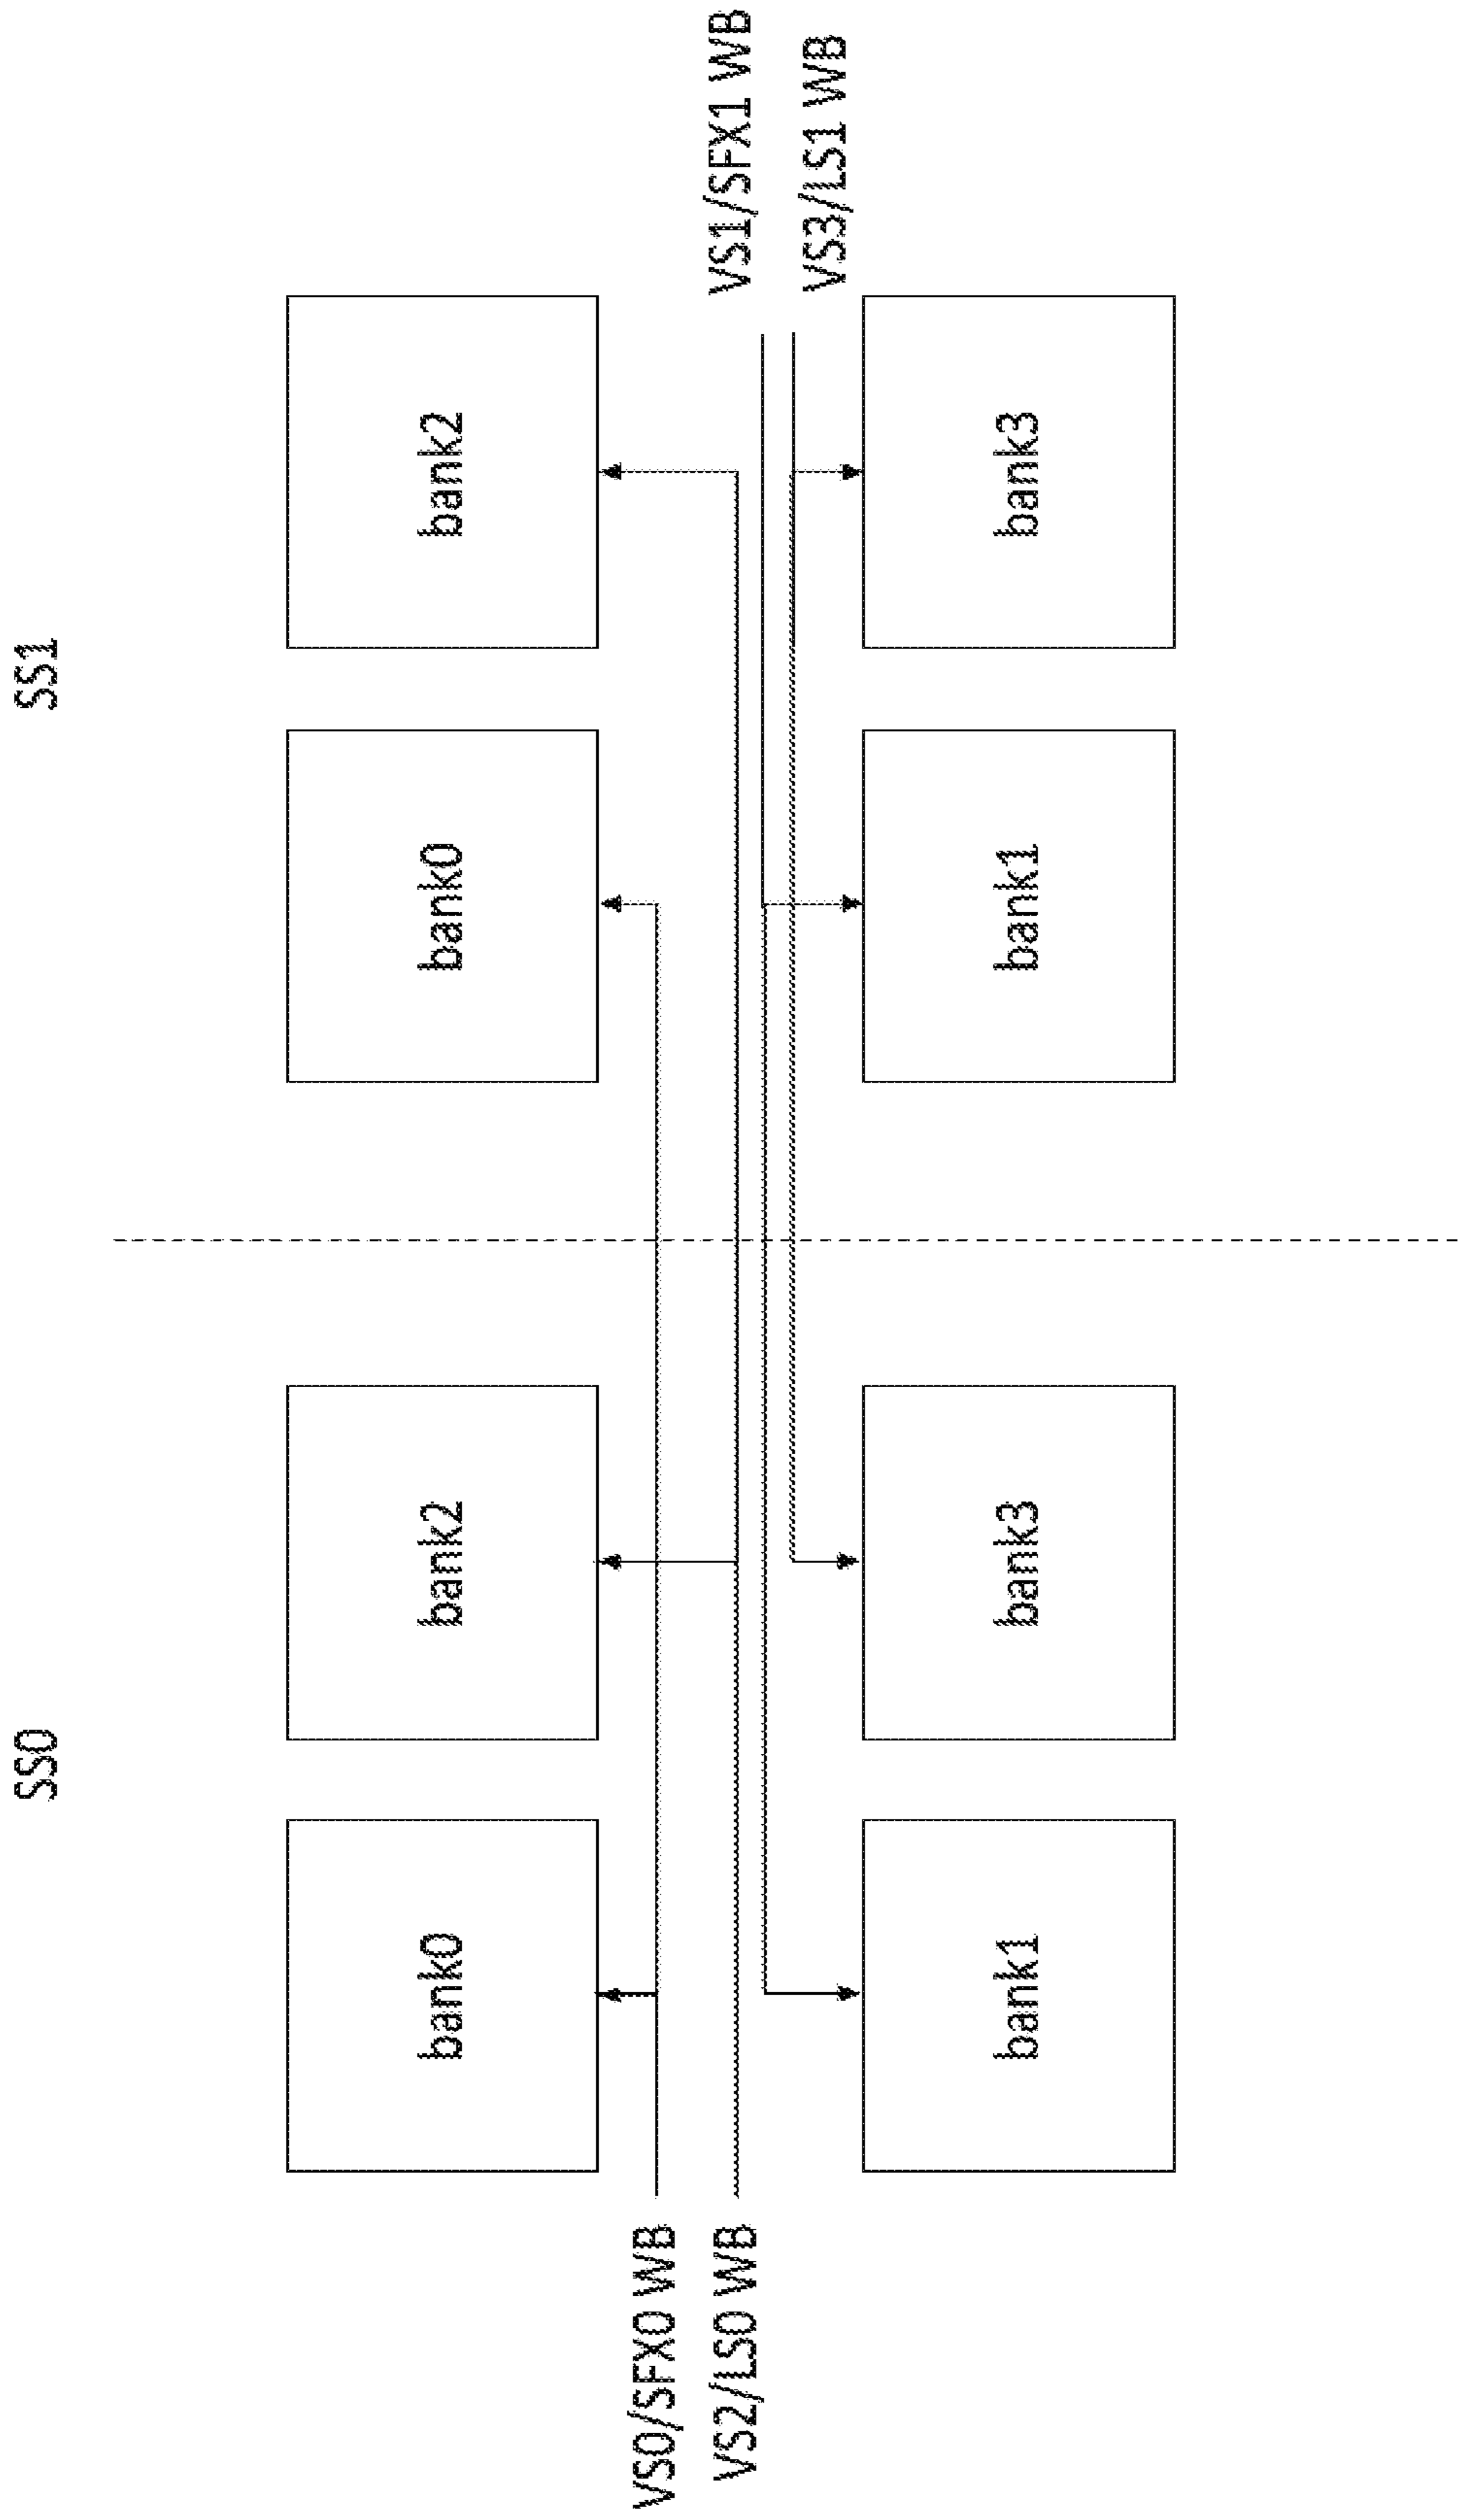 SS0
SS1
bank0
bank2
bank0
bank2
VS0/SFX0 WB
VS2/LS0 WB
VS1/SFX1 WB
VS3/LS1 WB
bank1
bank3
bank1
bank3